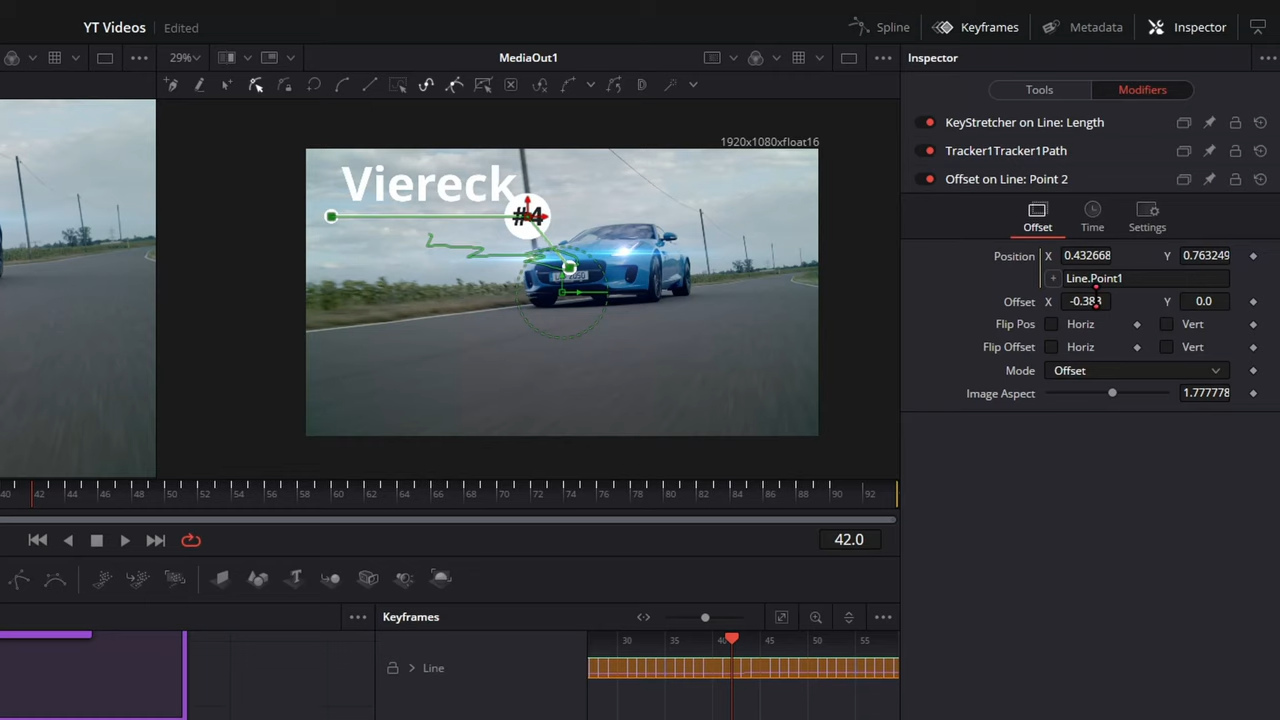 YT Videos Edited
Spline Keyframes Metadata Inspector
29% MediaOut1 Inspector
Tools Modifiers
1920x1080xfloat16
KeyStretcher on Line: Length
Tracker1Tracker1Path
Offset on Line: Point 2
Viereck
#4
Offset Time Settings
Position X 0.432668 Y 0.763249
Line.Point1
Offset X Y 0.0
Flip Pos Horiz Vert
Flip Offset Horiz Vert
Mode Offset
Image Aspect 1.777778
40 42 44 46 48 50 52 54 56 58 60 62 64 66 68 70 72 74 76 78 80 82 84 86 88 90 92
42.0
Keyframes
30 35 40 45 50 55
Line